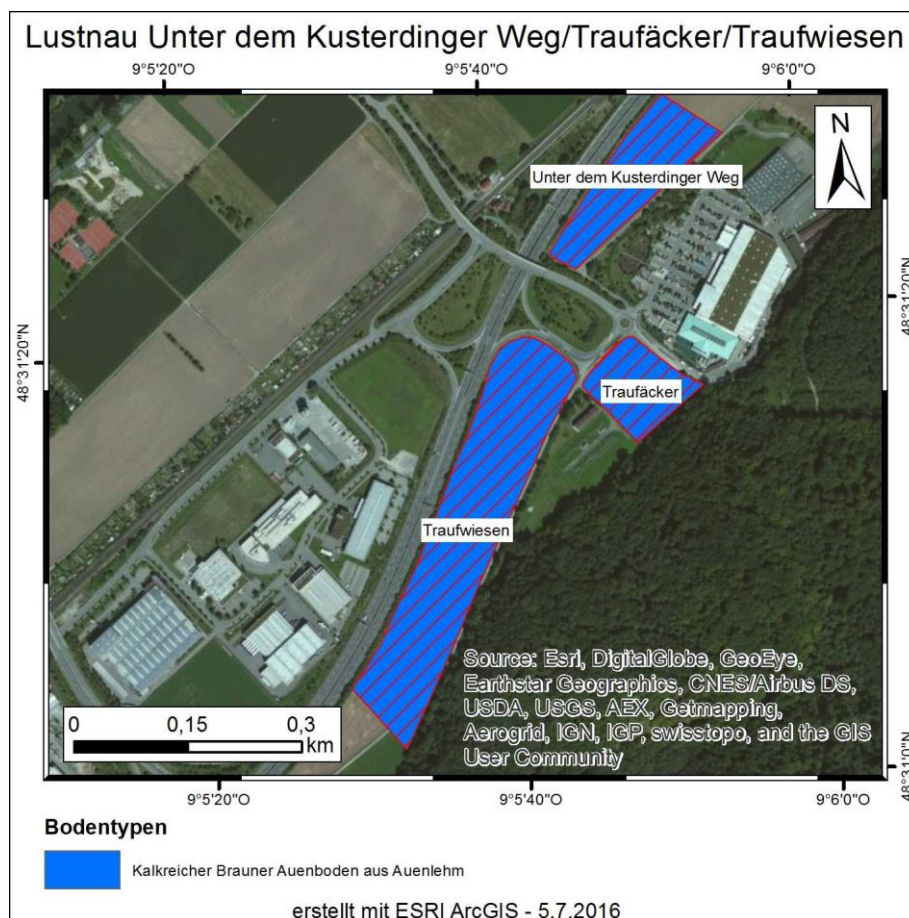 Lustnau Unter dem Kusterdinger Weg/Traufäcker/Traufwiesen
9°5'20"O
9°5'40"O
9°6'0"O
N
Unter dem Kusterdinger Weg
48°31'20"N
48°31'20"N
Traufäcker
Traufwiesen
Source: Esri, DigitalGlobe, GeoEye,
Earthstar Geographics, CNES/Airbus DS,
USDA, USGS, AEX, Getmapping,
Aerogrid, IGN, IGP, swisstopo, and the GIS
User Community
0 0,15 0,3
km
48°31'0"N
9°5'20"O
9°5'40"O
9°6'0"O
Bodentypen
Kalkreicher Brauner Auenboden aus Auenlehm
erstellt mit ESRI ArcGIS - 5.7.2016